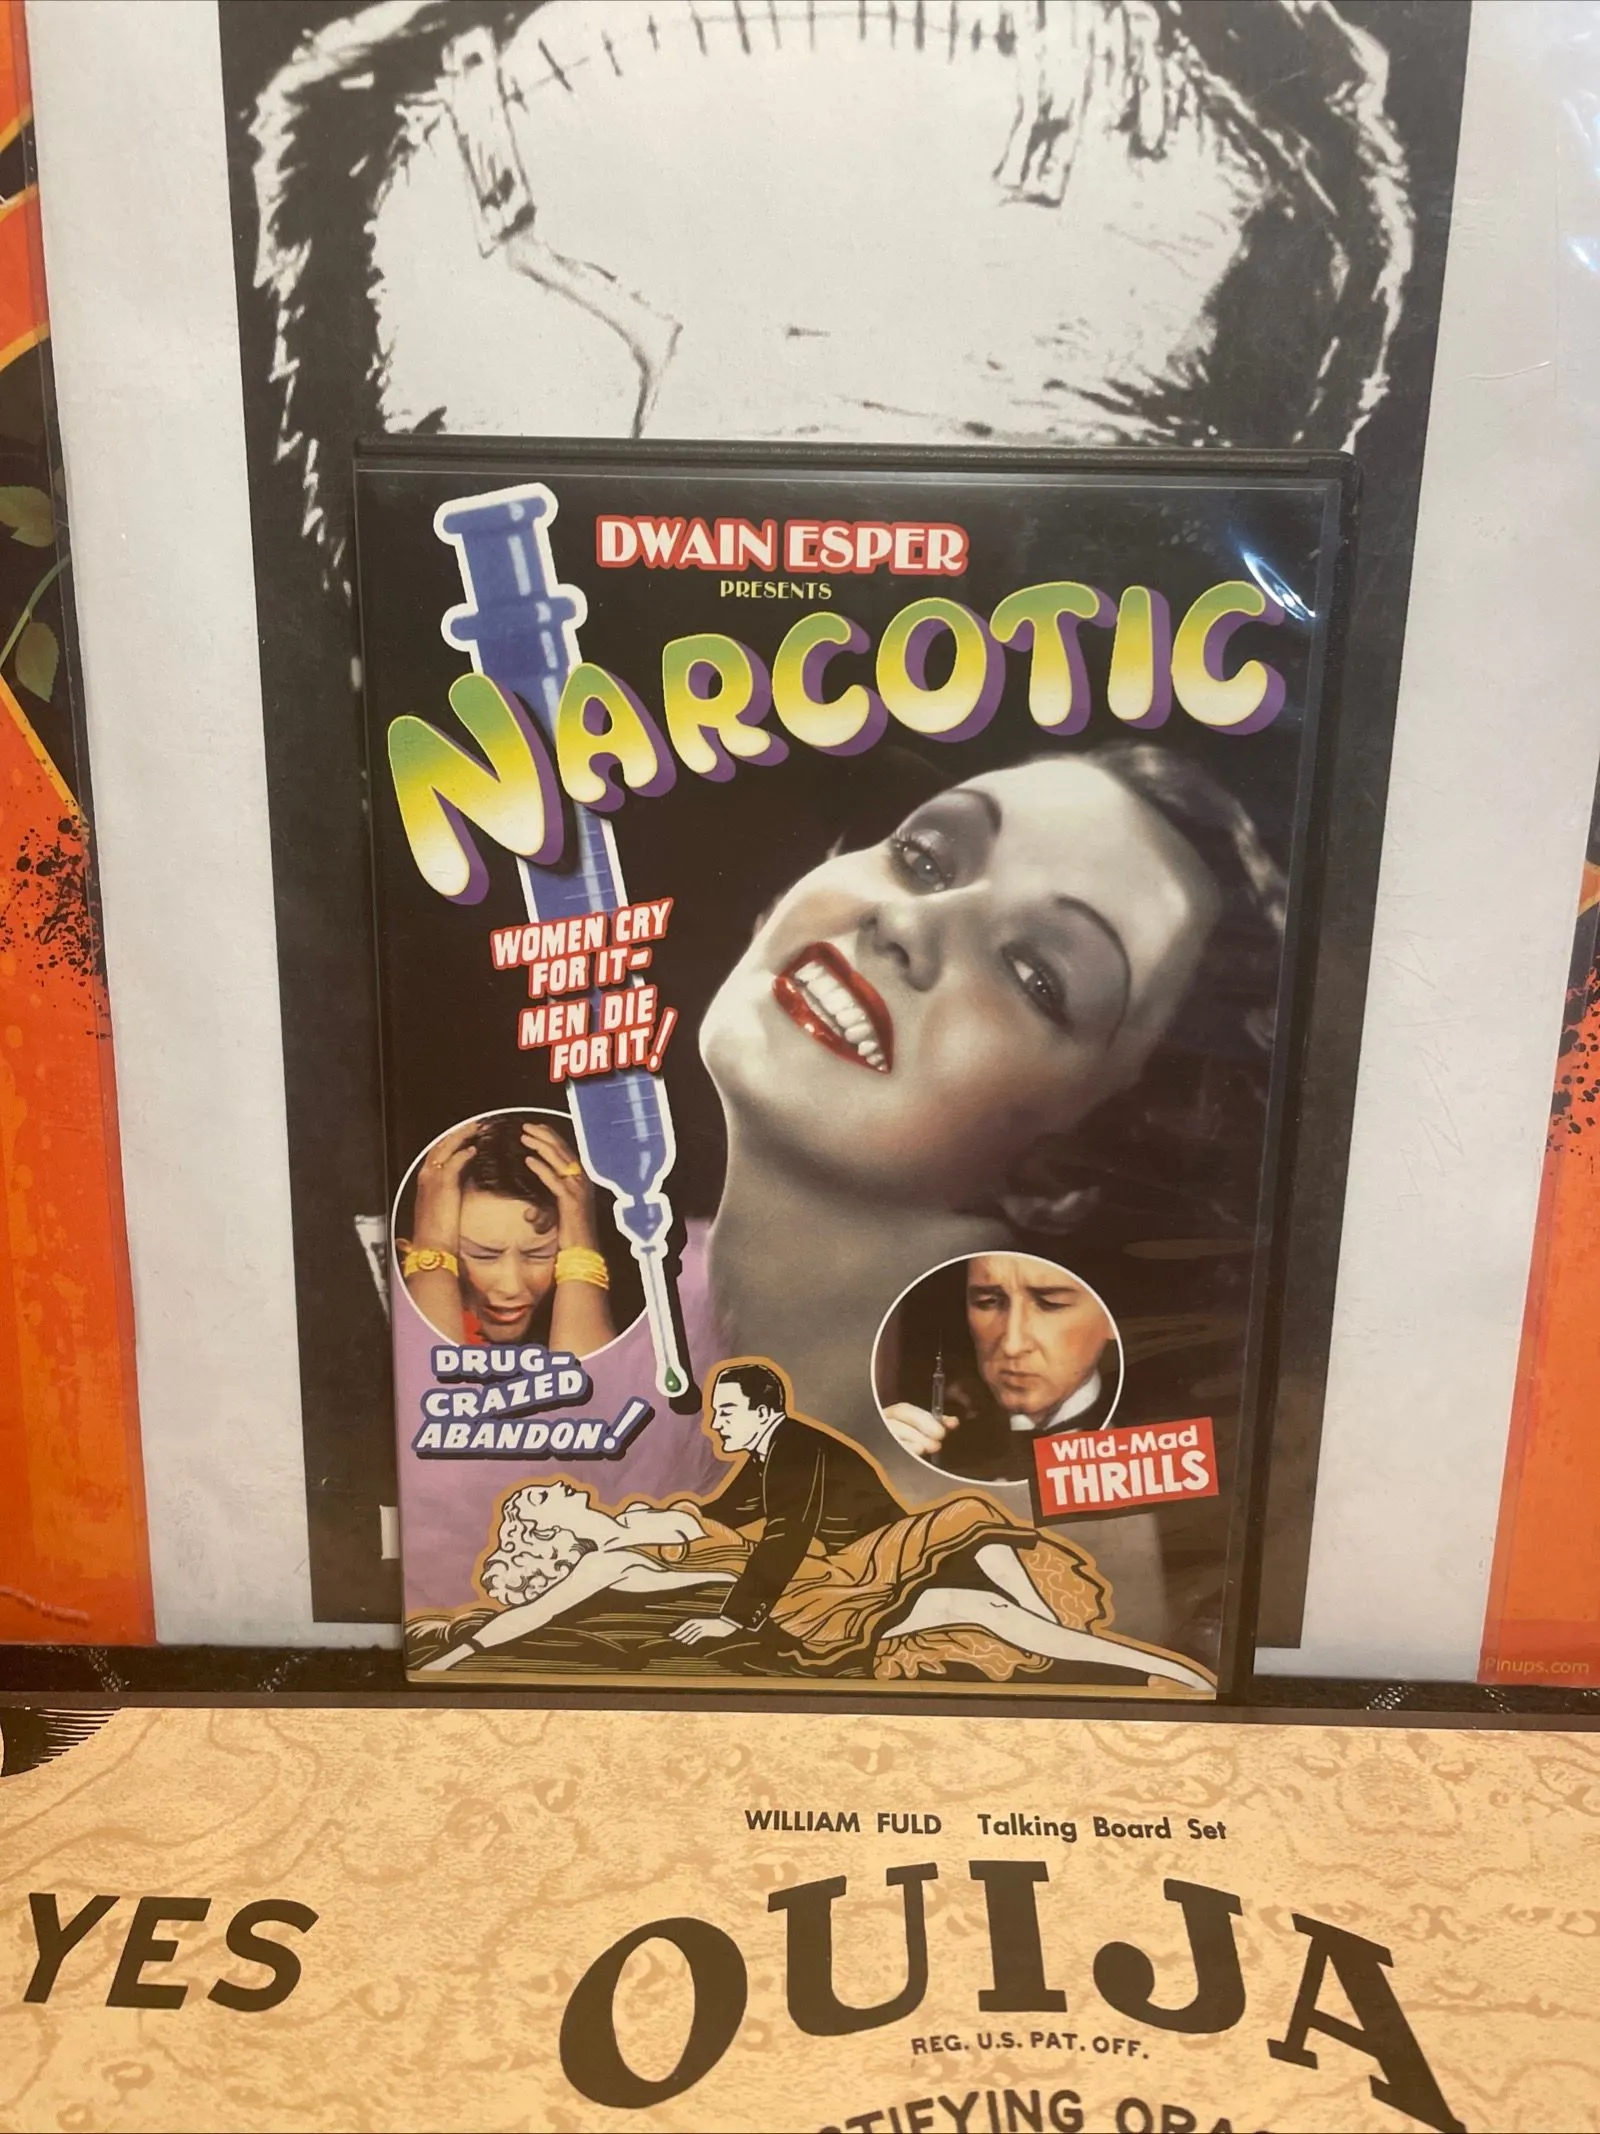 DWAIN ESPER
PRESENTS
NARCOTIC
WOMEN CRY
FOR IT-
MEN DIE
FOR IT!
DRUG-
CRAZED
ABANDON!
Wild-Mad
THRILLS
Pinups.com
WILLIAM FULD Talking Board Set
YES
OUIJA
REG. U.S. PAT. OFF.